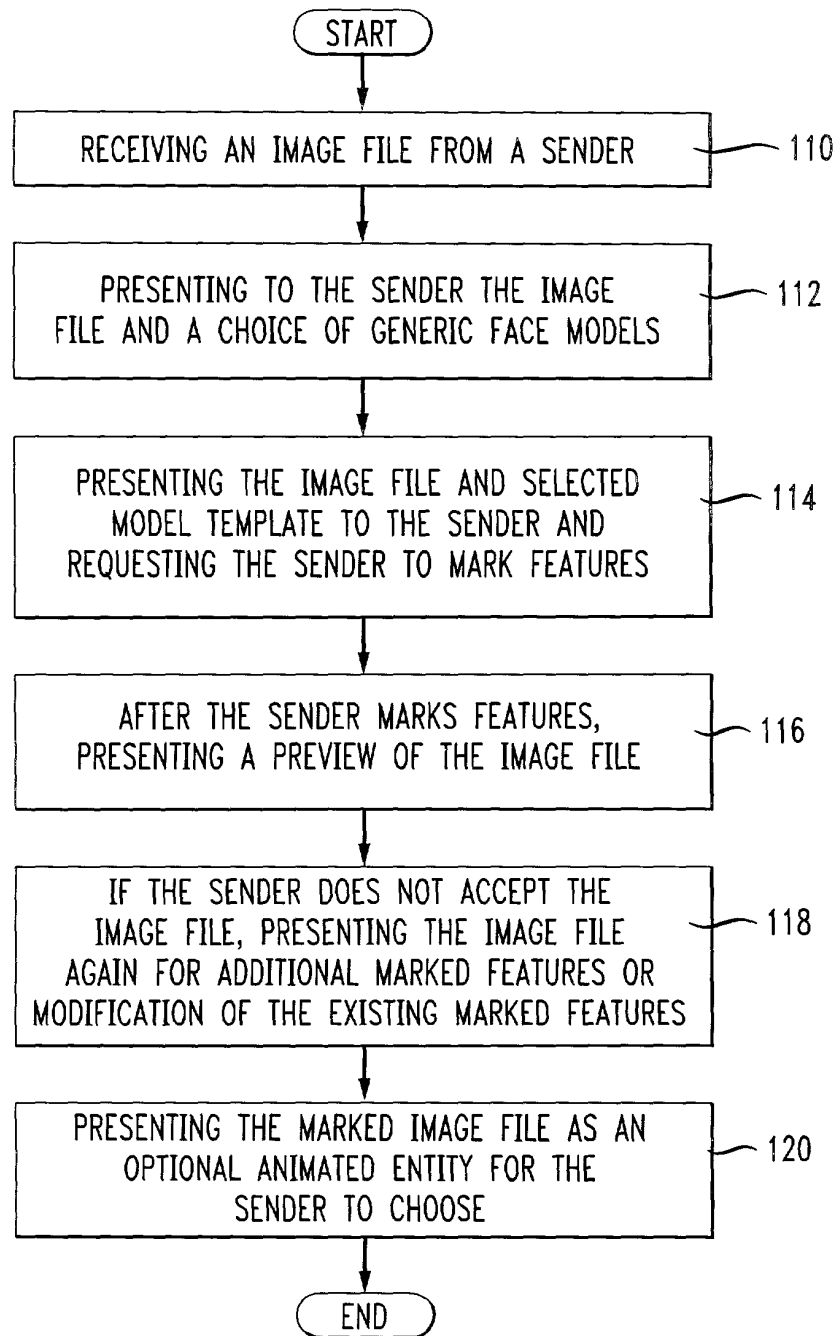 START
RECEIVING AN IMAGE FILE FROM A SENDER
110
PRESENTING TO THE SENDER THE IMAGE
FILE AND A CHOICE OF GENERIC FACE MODELS
112
PRESENTING THE IMAGE FILE AND SELECTED
MODEL TEMPLATE TO THE SENDER AND
REQUESTING THE SENDER TO MARK FEATURES
114
AFTER THE SENDER MARKS FEATURES,
PRESENTING A PREVIEW OF THE IMAGE FILE
116
IF THE SENDER DOES NOT ACCEPT THE
IMAGE FILE, PRESENTING THE IMAGE FILE
AGAIN FOR ADDITIONAL MARKED FEATURES OR
MODIFICATION OF THE EXISTING MARKED FEATURES
118
PRESENTING THE MARKED IMAGE FILE AS AN
OPTIONAL ANIMATED ENTITY FOR THE
SENDER TO CHOOSE
120
END